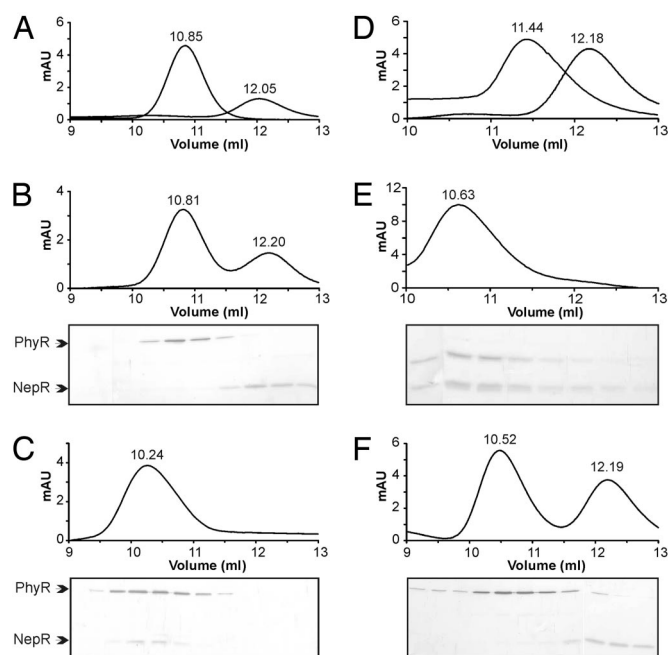 A
6
4
2
0
mAU
10.85
12.05
9 10 11 12 13
Volume (ml)
D
6
4
2
0
mAU
11.44
12.18
10 11 12 13
Volume (ml)
B
4
2
0
mAU
10.81
12.20
9 10 11 12 13
Volume (ml)
PhyR
NepR
E
12
8
4
0
mAU
10.63
10 11 12 13
Volume (ml)
C
4
2
0
mAU
10.24
9 10 11 12 13
Volume (ml)
PhyR
NepR
F
6
4
2
0
mAU
10.52
12.19
9 10 11 12 13
Volume (ml)